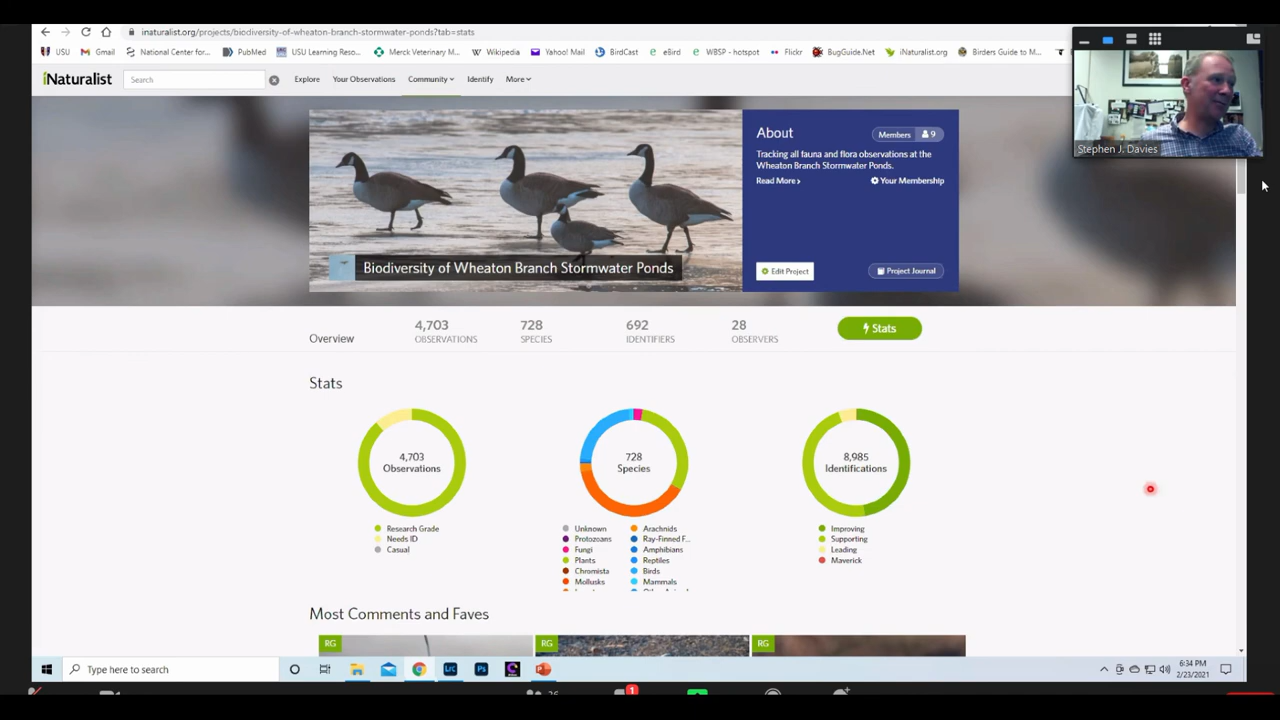 inaturalist.org/projects/biodiversity-of-wheaton-branch-stormwater-ponds?tab=stats
USU Gmail National Center for... PubMed USU Learning Reso... Merck Veterinary M... Wikipedia Yahoo! Mail BirdCast eBird WBSP - hotspot Flickr BugGuide.Net iNaturalist.org Birders Guide to M...
iNaturalist Search Explore Your Observations Community Identify More
Stephen J. Davies
About Members 9
Tracking all fauna and flora observations at the
Wheaton Branch Stormwater Ponds.
Read More > Your Membership
Biodiversity of Wheaton Branch Stormwater Ponds
Edit Project Project Journal
Overview
4,703
OBSERVATIONS
728
SPECIES
692
IDENTIFIERS
28
OBSERVERS
Stats
Stats
4,703
Observations
Research Grade
Needs ID
Casual
728
Species
Unknown
Protozoans
Fungi
Plants
Chromista
Mollusks
Arachnids
Ray-Finned F...
Amphibians
Reptiles
Birds
Mammals
8,985
Identifications
Improving
Supporting
Leading
Maverick
Most Comments and Faves
RG RG RG
Type here to search
LrC Ps
6:34 PM
2/23/2021
1